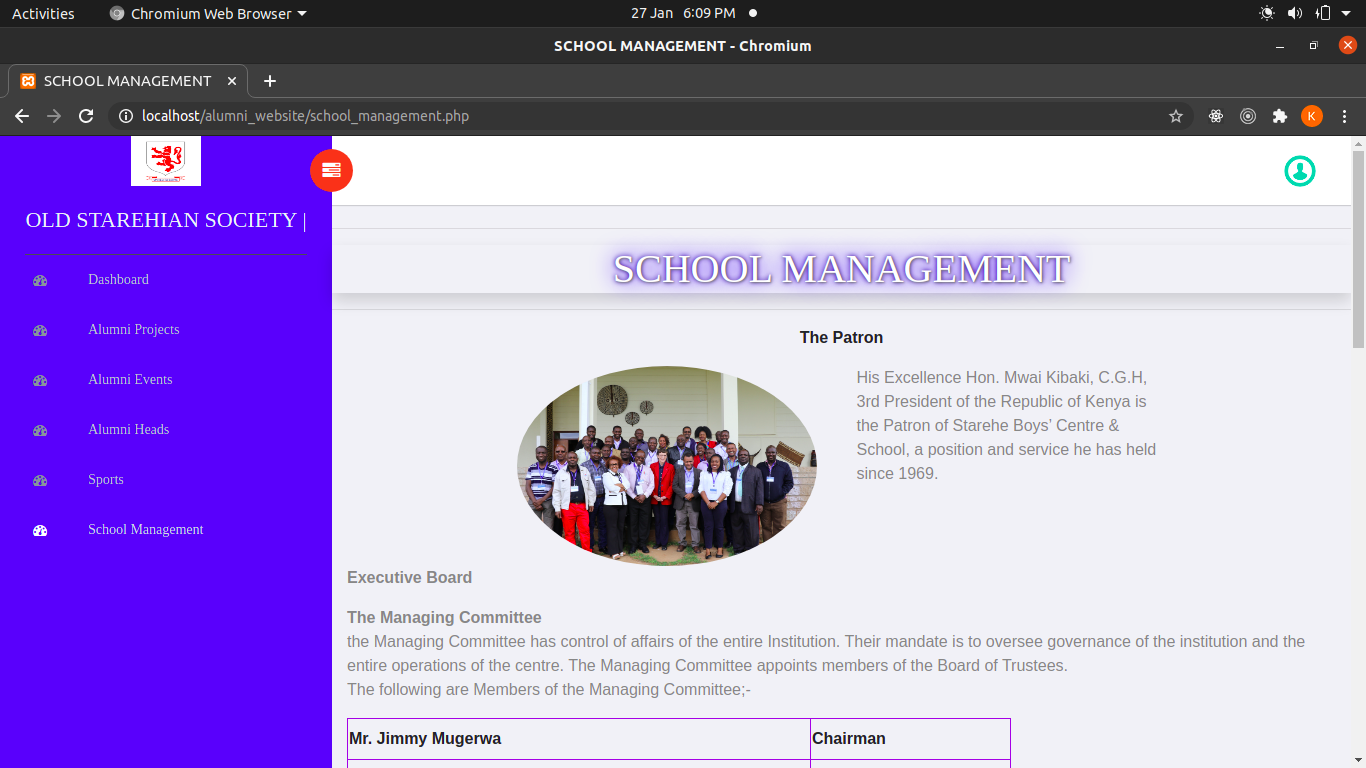 Activities
Chromium Web Browser
27 Jan 6:09 PM
SCHOOL MANAGEMENT - Chromium
SCHOOL MANAGEMENT
localhost/alumni_website/school_management.php
K
OLD STAREHIAN SOCIETY |
Dashboard
Alumni Projects
Alumni Events
Alumni Heads
Sports
School Management
SCHOOL MANAGEMENT
The Patron
His Excellence Hon. Mwai Kibaki, C.G.H,
3rd President of the Republic of Kenya is
the Patron of Starehe Boys’ Centre &
School, a position and service he has held
since 1969.
Executive Board
The Managing Committee
the Managing Committee has control of affairs of the entire Institution. Their mandate is to oversee governance of the institution and the
entire operations of the centre. The Managing Committee appoints members of the Board of Trustees.
The following are Members of the Managing Committee;-
Mr. Jimmy Mugerwa
Chairman